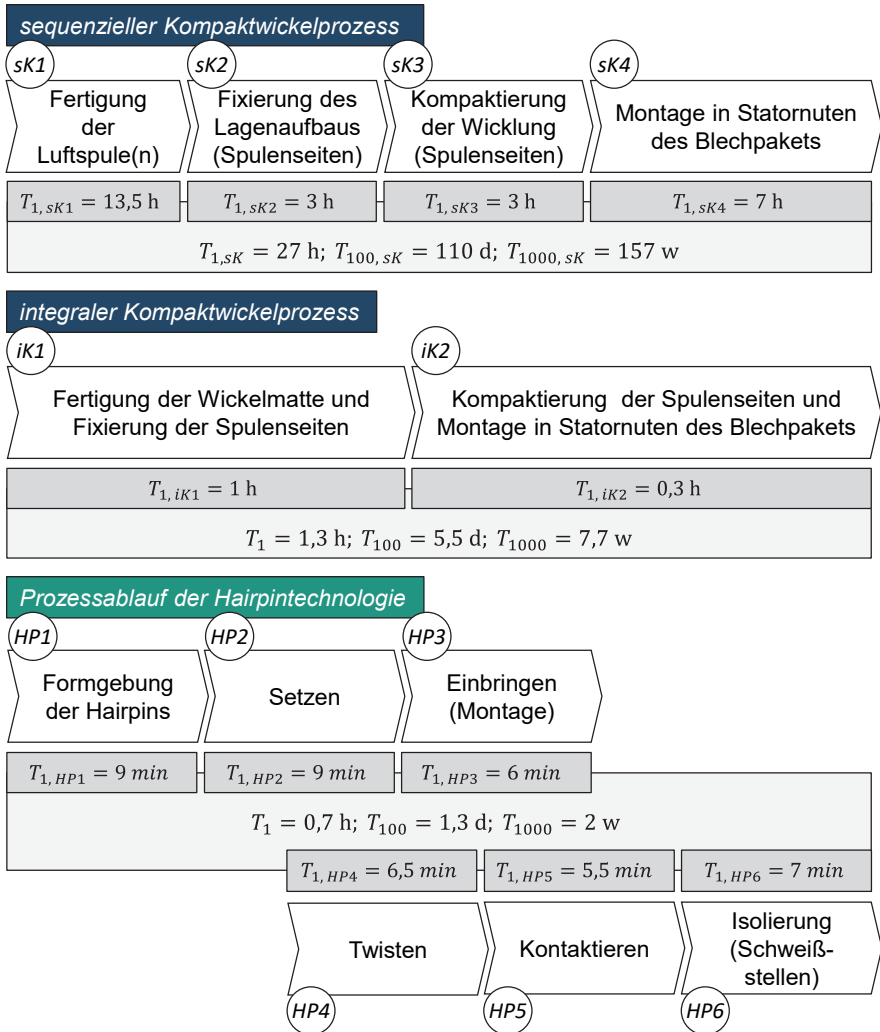 sequenzieller Kompaktwickelprozess
sK1
sK2
sK3
sK4
Fertigung
der
Luftspule(n)
Fixierung des
Lagenaufbaus
(Spulenseiten)
Kompaktierung
der Wicklung
(Spulenseiten)
Montage in Statornuten
des Blechpakets
T₁,sK1 = 13,5 h
T₁,sK2 = 3 h
T₁,sK3 = 3 h
T₁,sK4 = 7 h
T₁,sK = 27 h; T₁₀₀,sK = 110 d; T₁₀₀₀,sK = 157 w
integraler Kompaktwickelprozess
iK1
iK2
Fertigung der Wickelmatte und
Fixierung der Spulenseiten
Kompaktierung der Spulenseiten und
Montage in Statornuten des Blechpakets
T₁,iK1 = 1 h
T₁,iK2 = 0,3 h
T₁ = 1,3 h; T₁₀₀ = 5,5 d; T₁₀₀₀ = 7,7 w
Prozessablauf der Hairpintechnologie
HP1
HP2
HP3
Formgebung
der Hairpins
Setzen
Einbringen
(Montage)
T₁,HP1 = 9 min
T₁,HP2 = 9 min
T₁,HP3 = 6 min
T₁ = 0,7 h; T₁₀₀ = 1,3 d; T₁₀₀₀ = 2 w
T₁,HP4 = 6,5 min
T₁,HP5 = 5,5 min
T₁,HP6 = 7 min
Twisten
Kontaktieren
Isolierung
(Schweiß-
stellen)
HP4
HP5
HP6